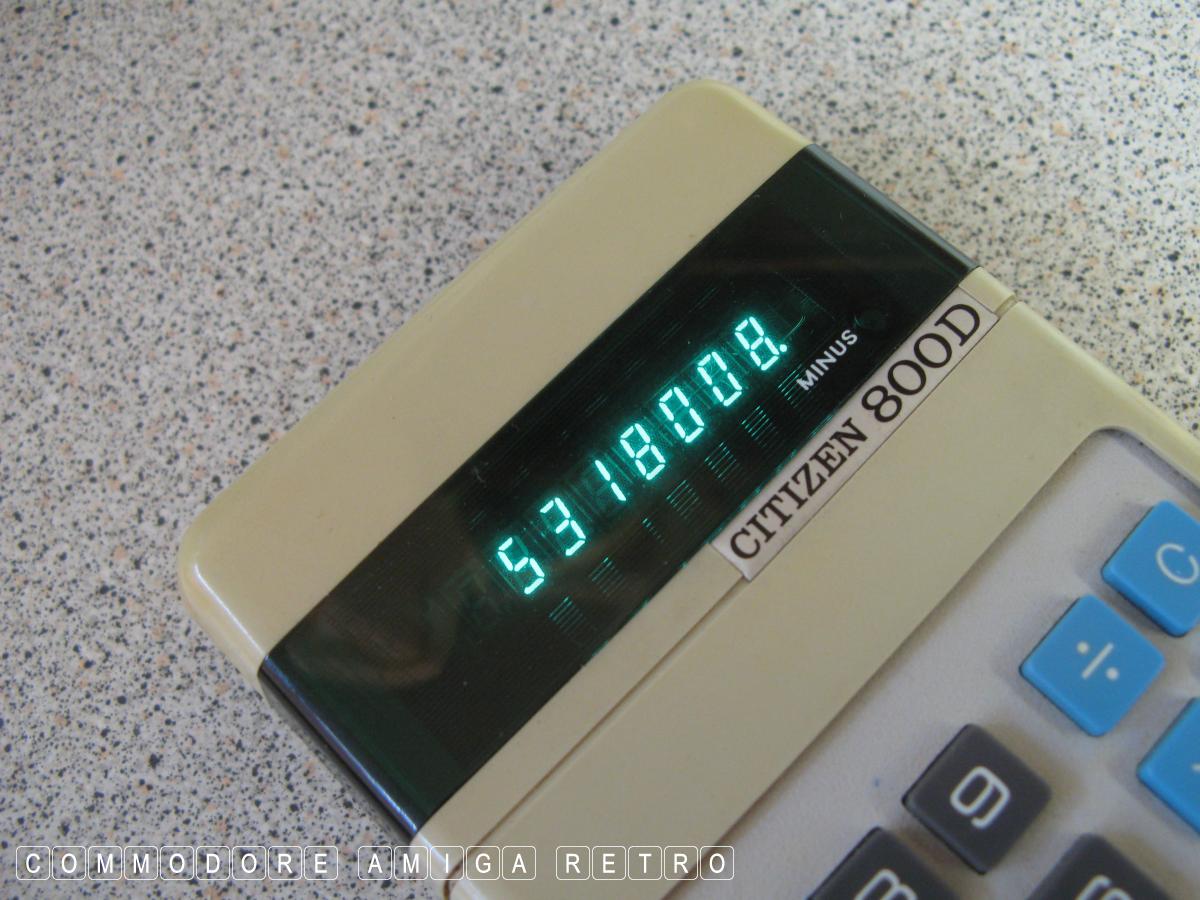 5318008.
MINUS
CITIZEN 800D
C
÷
9
COMMODORE AMIGA RETRO